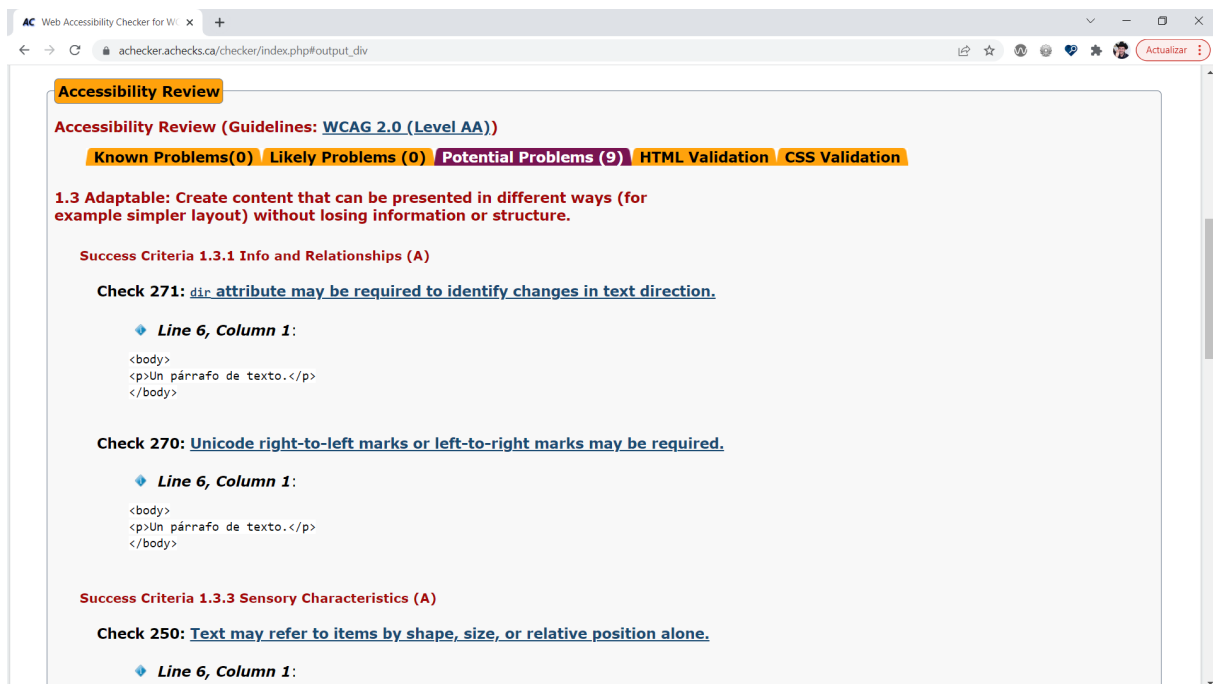 AC Web Accessibility Checker for WC
achecker.achecks.ca/checker/index.php#output_div
Actualizar
Accessibility Review
Accessibility Review (Guidelines: WCAG 2.0 (Level AA))
Known Problems(0) Likely Problems (0) Potential Problems (9) HTML Validation CSS Validation
1.3 Adaptable: Create content that can be presented in different ways (for
example simpler layout) without losing information or structure.
Success Criteria 1.3.1 Info and Relationships (A)
Check 271: dir attribute may be required to identify changes in text direction.
Line 6, Column 1:
<body>
<p>Un párrafo de texto.</p>
</body>
Check 270: Unicode right-to-left marks or left-to-right marks may be required.
Line 6, Column 1:
<body>
<p>Un párrafo de texto.</p>
</body>
Success Criteria 1.3.3 Sensory Characteristics (A)
Check 250: Text may refer to items by shape, size, or relative position alone.
Line 6, Column 1: